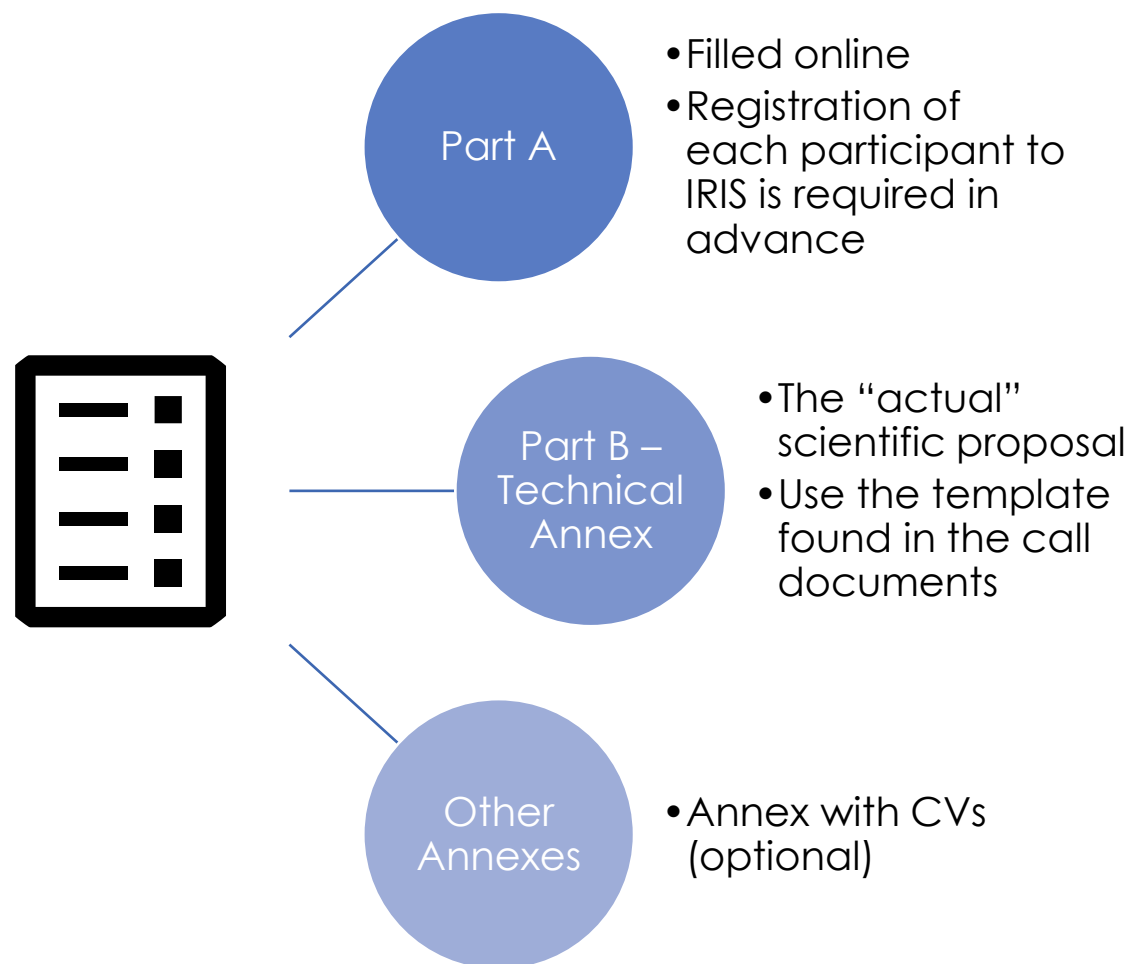 Part A
•Filled online
•Registration of
each participant to
IRIS is required in
advance
Part B –
Technical
Annex
•The “actual”
scientific proposal
•Use the template
found in the call
documents
Other
Annexes
•Annex with CVs
(optional)